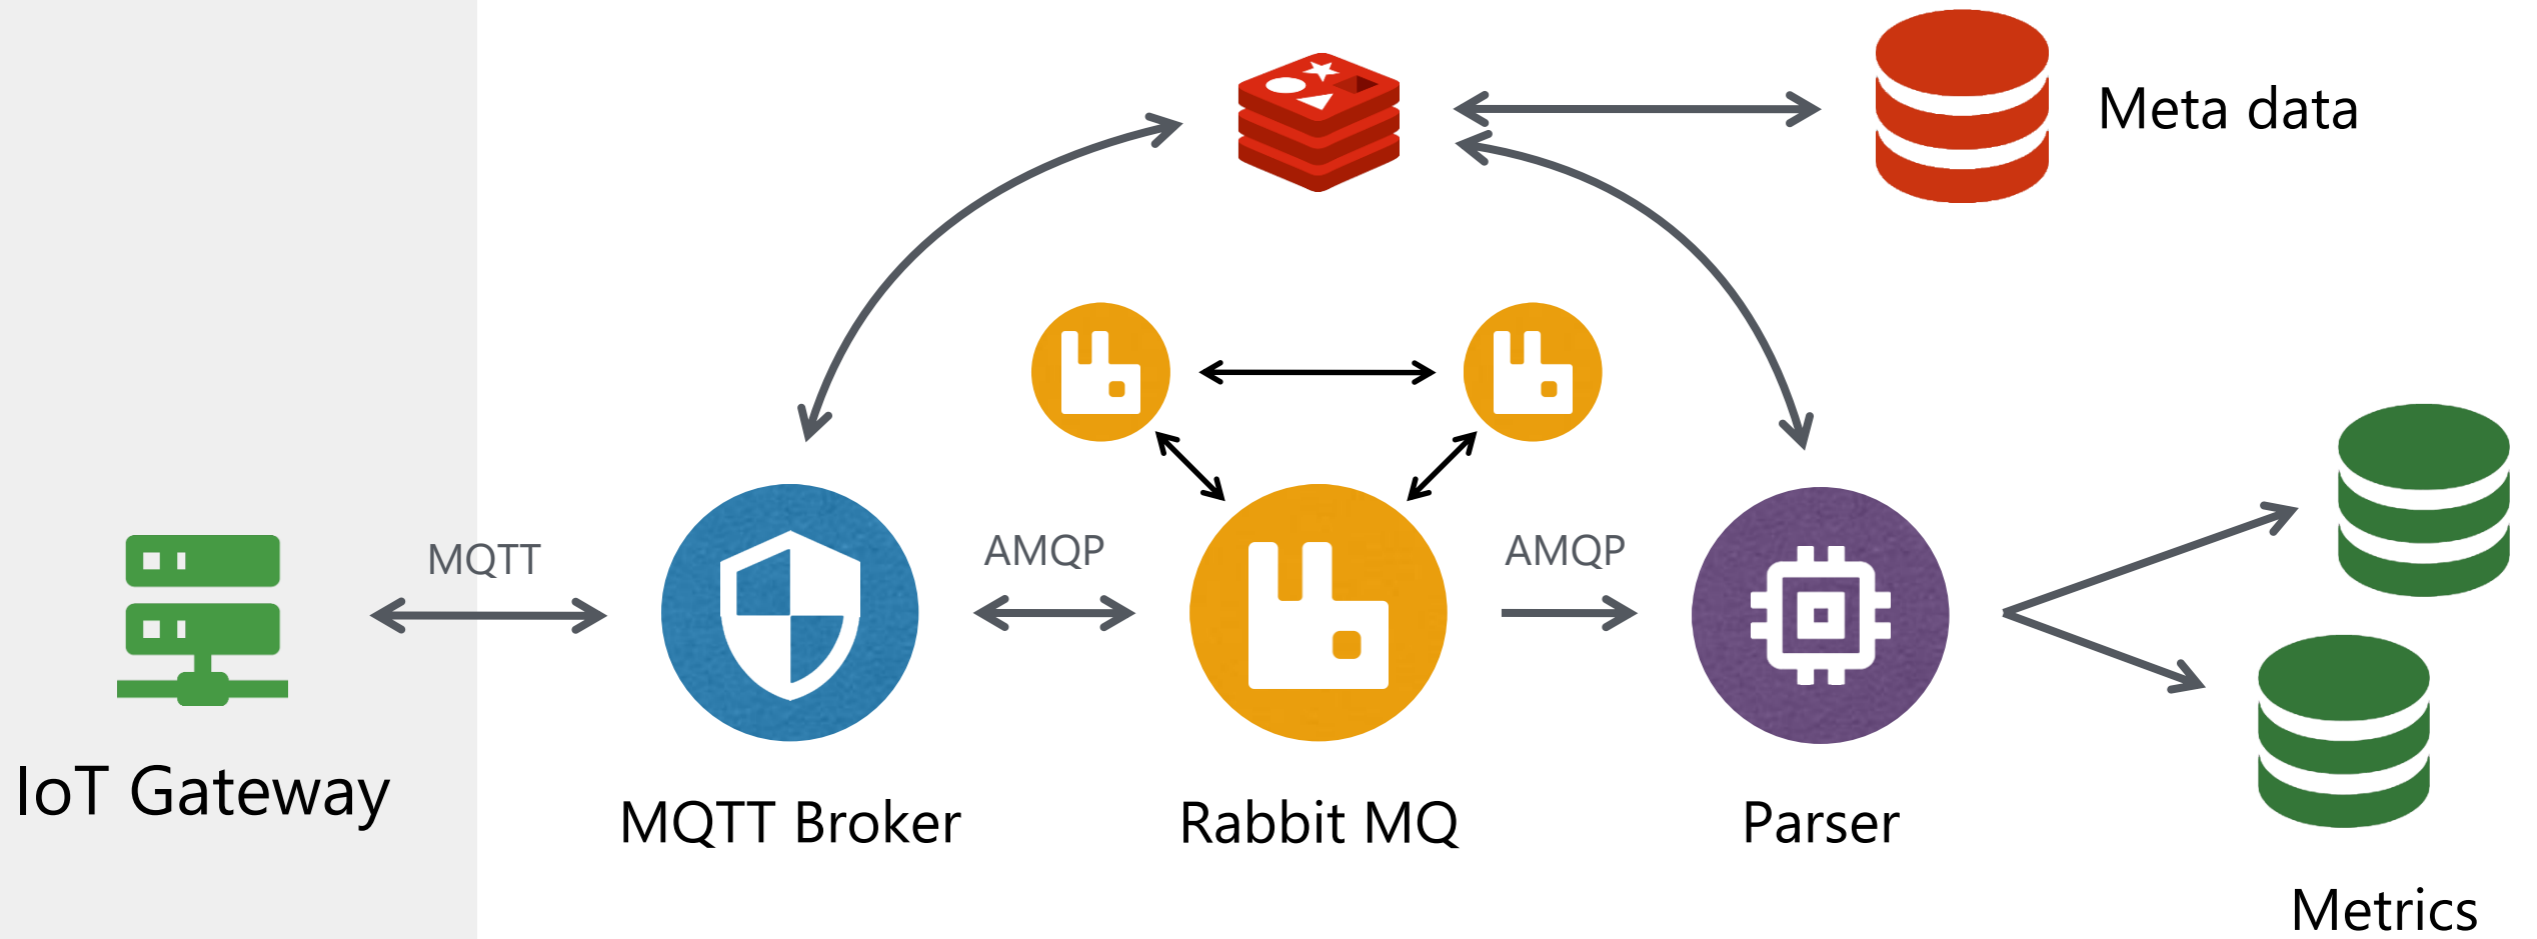 Meta data
MQTT
AMQP
AMQP
IoT Gateway
MQTT Broker
Rabbit MQ
Parser
Metrics